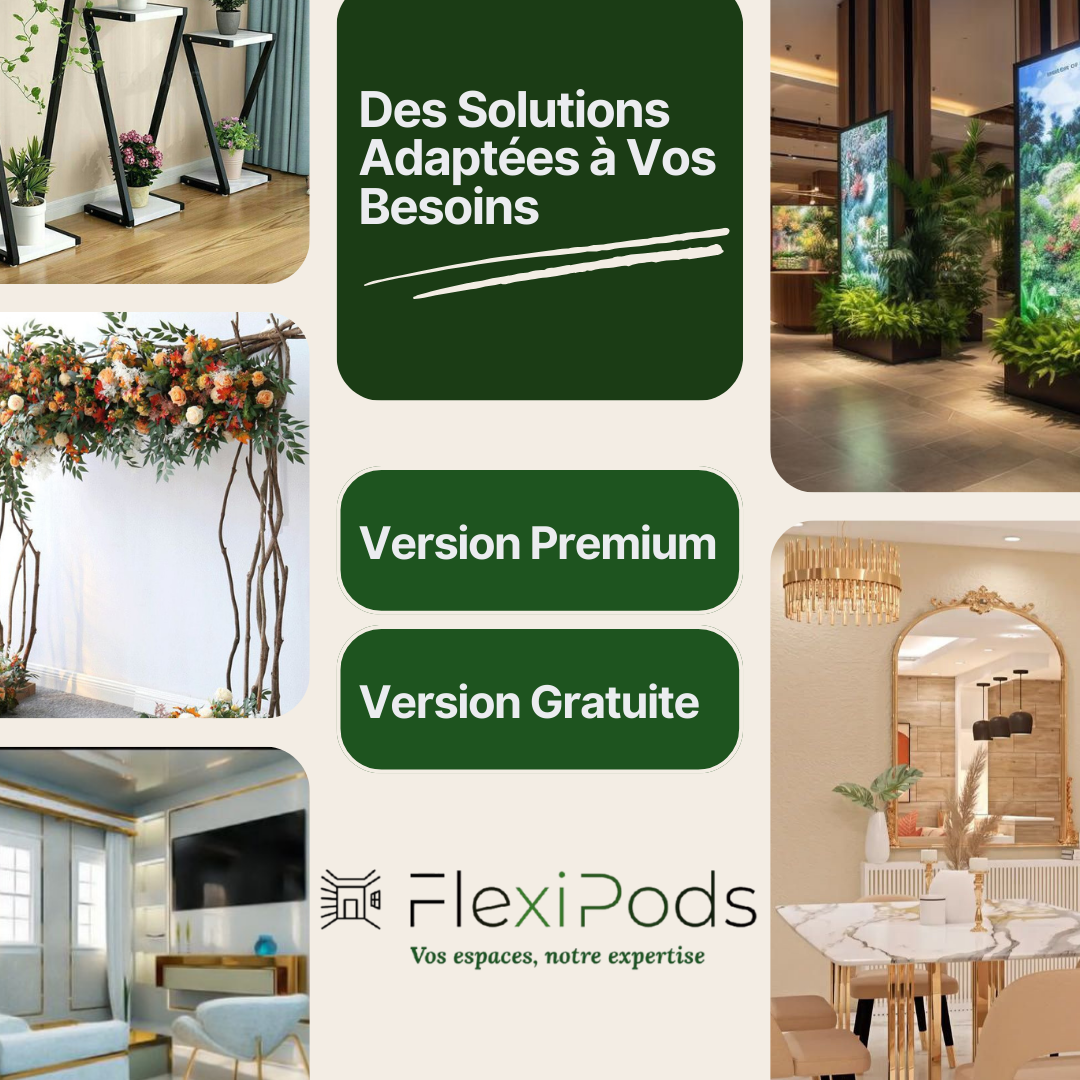 Des Solutions
Adaptées à Vos
Besoins
Version Premium
Version Gratuite
FlexiPods
Vos espaces, notre expertise